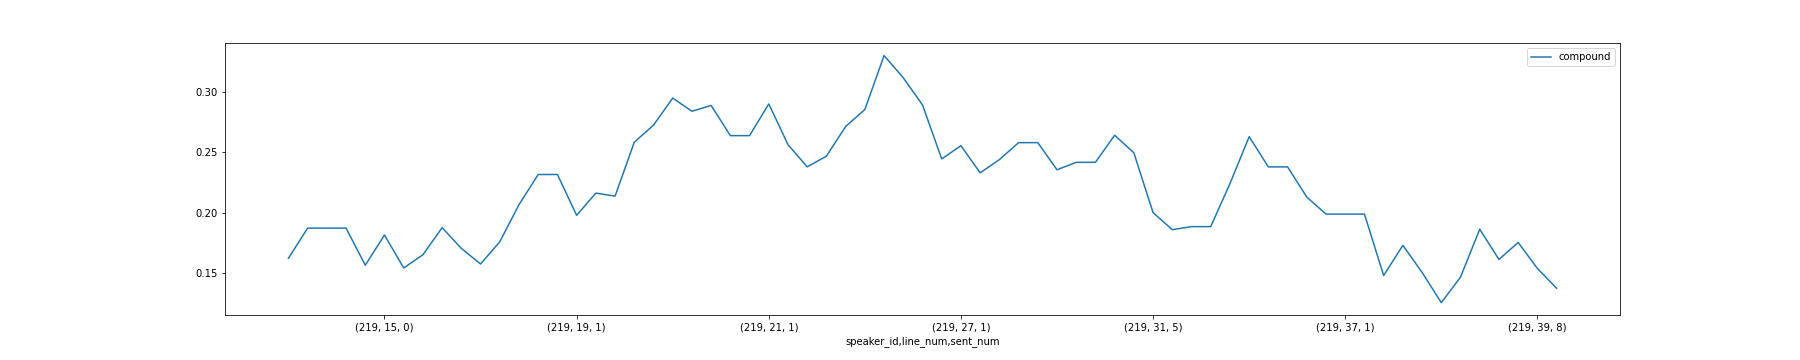 compound
0.30
0.25
0.20
0.15
(219, 15, 0) (219, 19, 1) (219, 21, 1) (219, 27, 1) (219, 31, 5) (219, 37, 1) (219, 39, 8)
speaker_id,line_num,sent_num